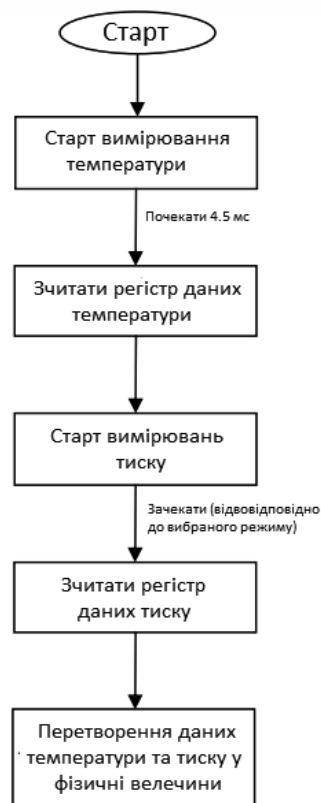 Старт
Старт вимірювання
температури
Почекати 4.5 мс
Зчитати регістр даних
температури
Старт вимірювань
тиску
Зачекати (відвовідповідно
до вибраного режиму)
Зчитати регістр
даних тиску
Перетворення даних
температури та тиску у
фізичні велечини